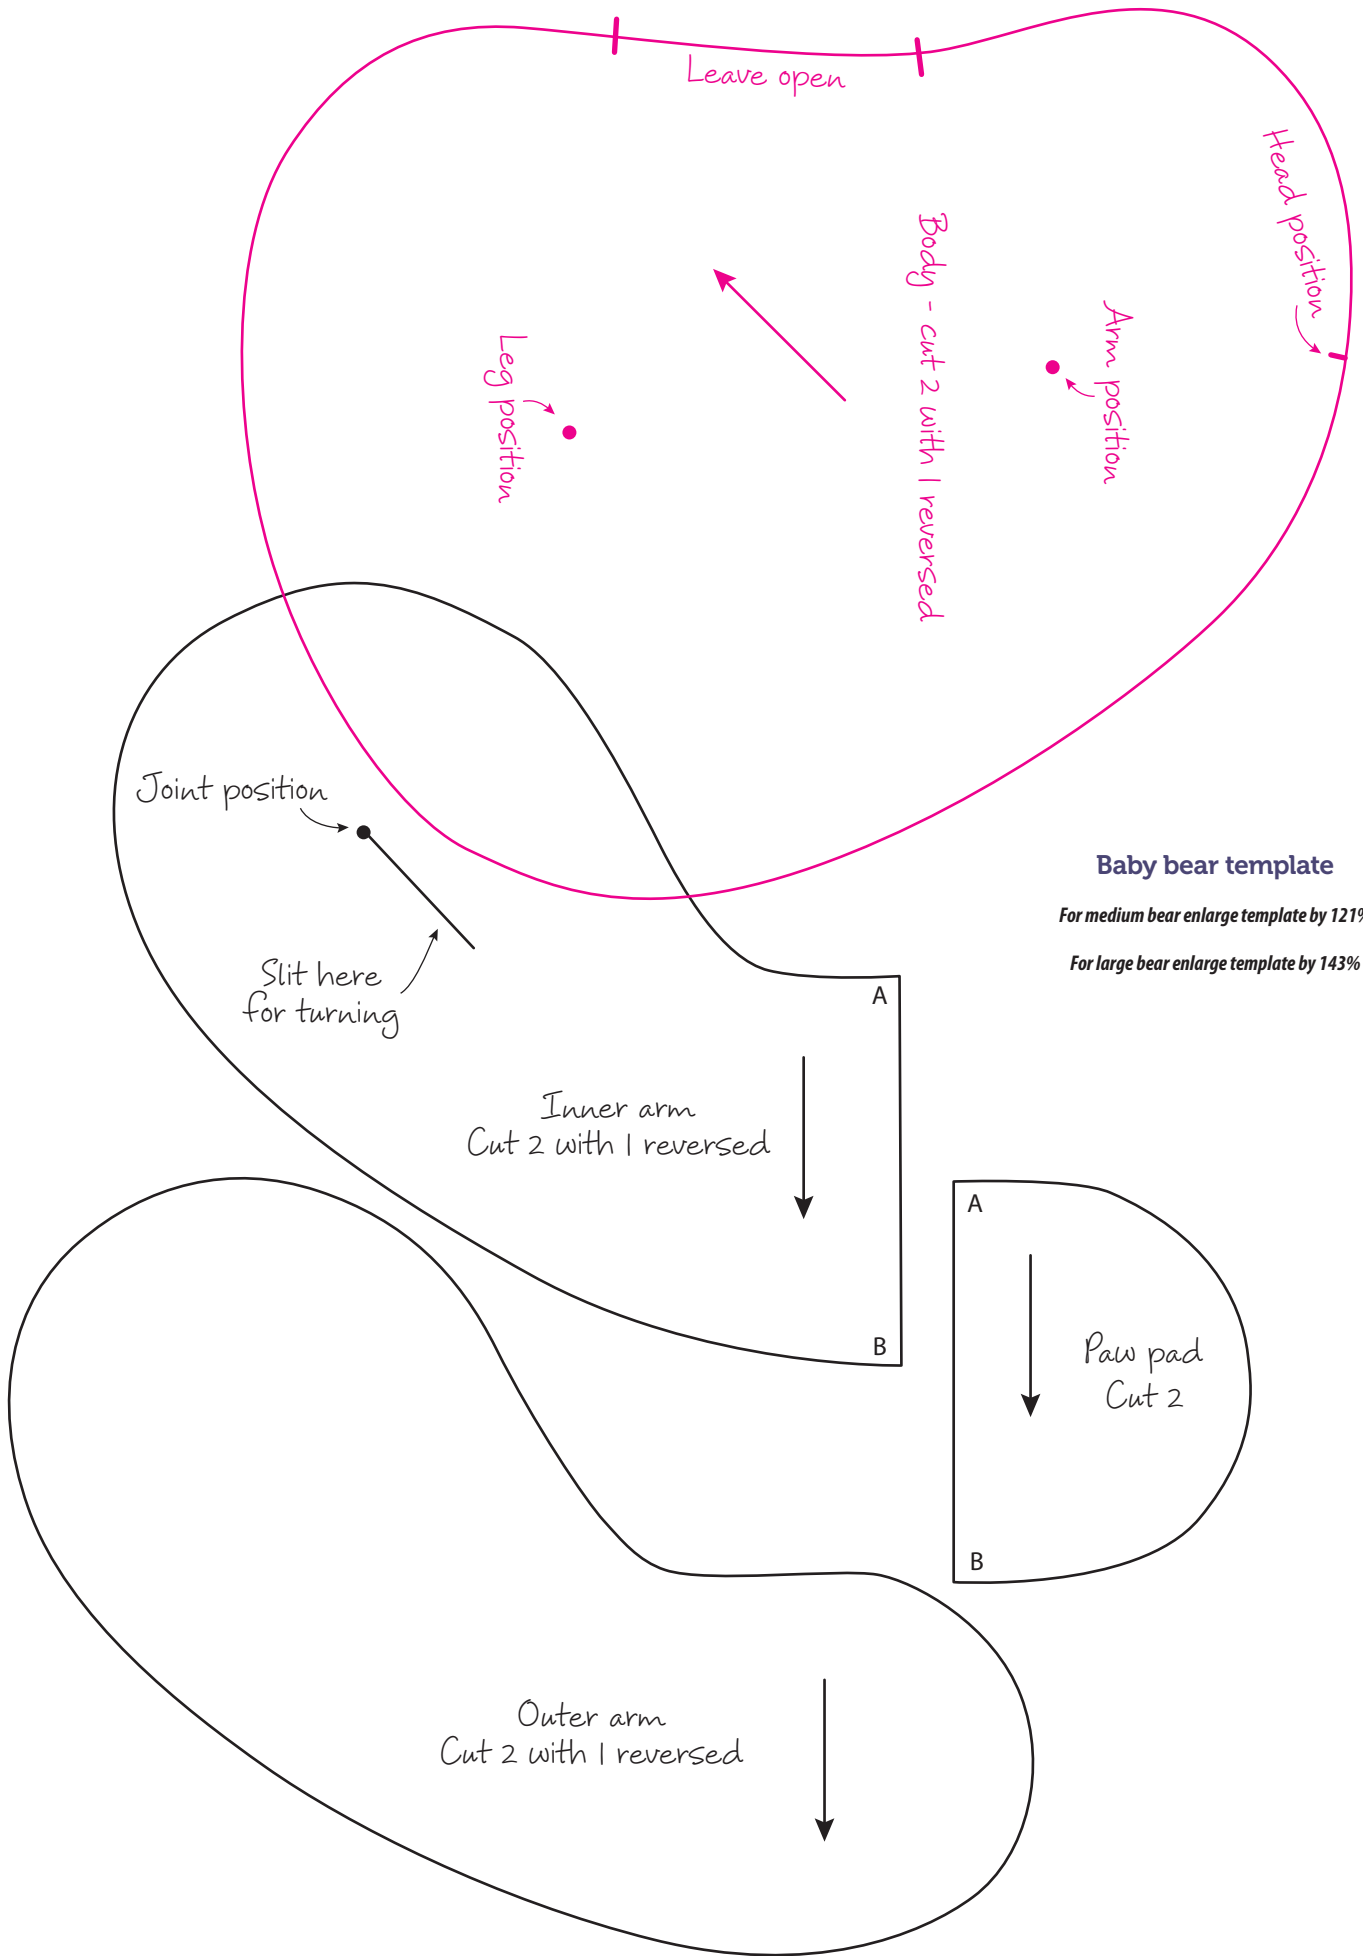 Leave open
Head position
Body - cut 2 with 1 reversed
Arm position
Leg position
Joint position
Slit here
for turning
Baby bear template
For medium bear enlarge template by 121%
For large bear enlarge template by 143%
A
Inner arm
Cut 2 with 1 reversed
B
A
Paw pad
Cut 2
B
Outer arm
Cut 2 with 1 reversed